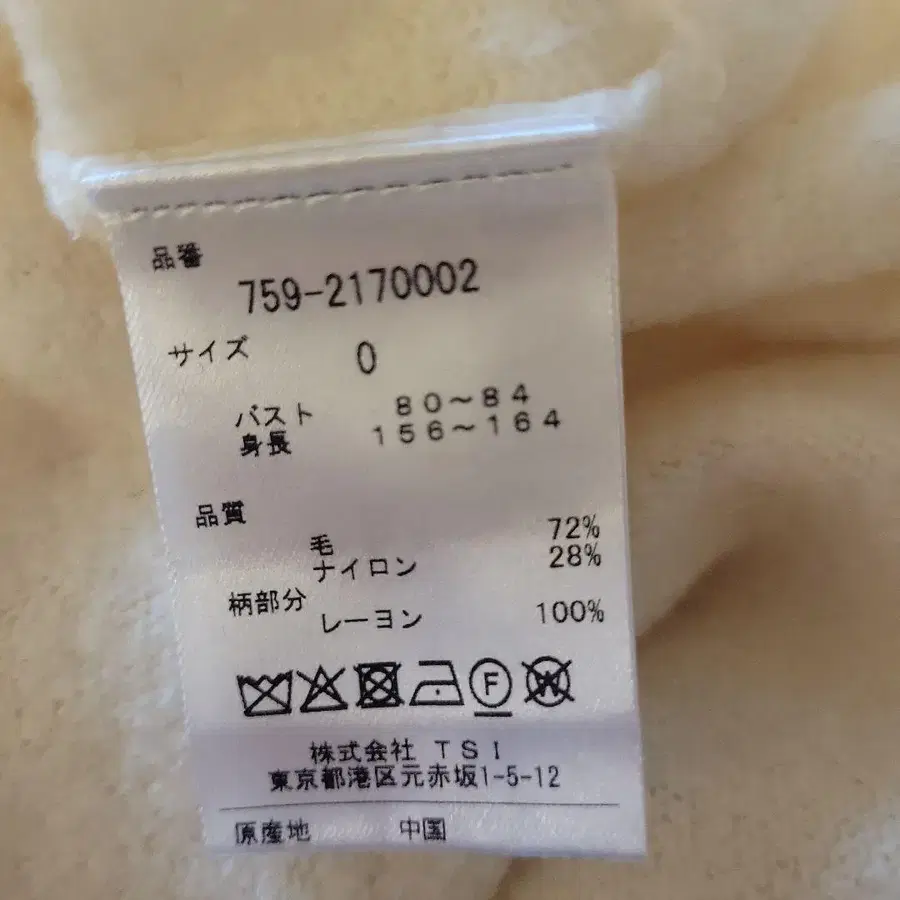 品番
759-2170002
サイズ 0
バスト 80~84
身長 156~164
品質
毛 72%
ナイロン 28%
柄部分
レーヨン 100%
F W
株式会社 TSI
東京都港区元赤坂1-5-12
原産地 中国